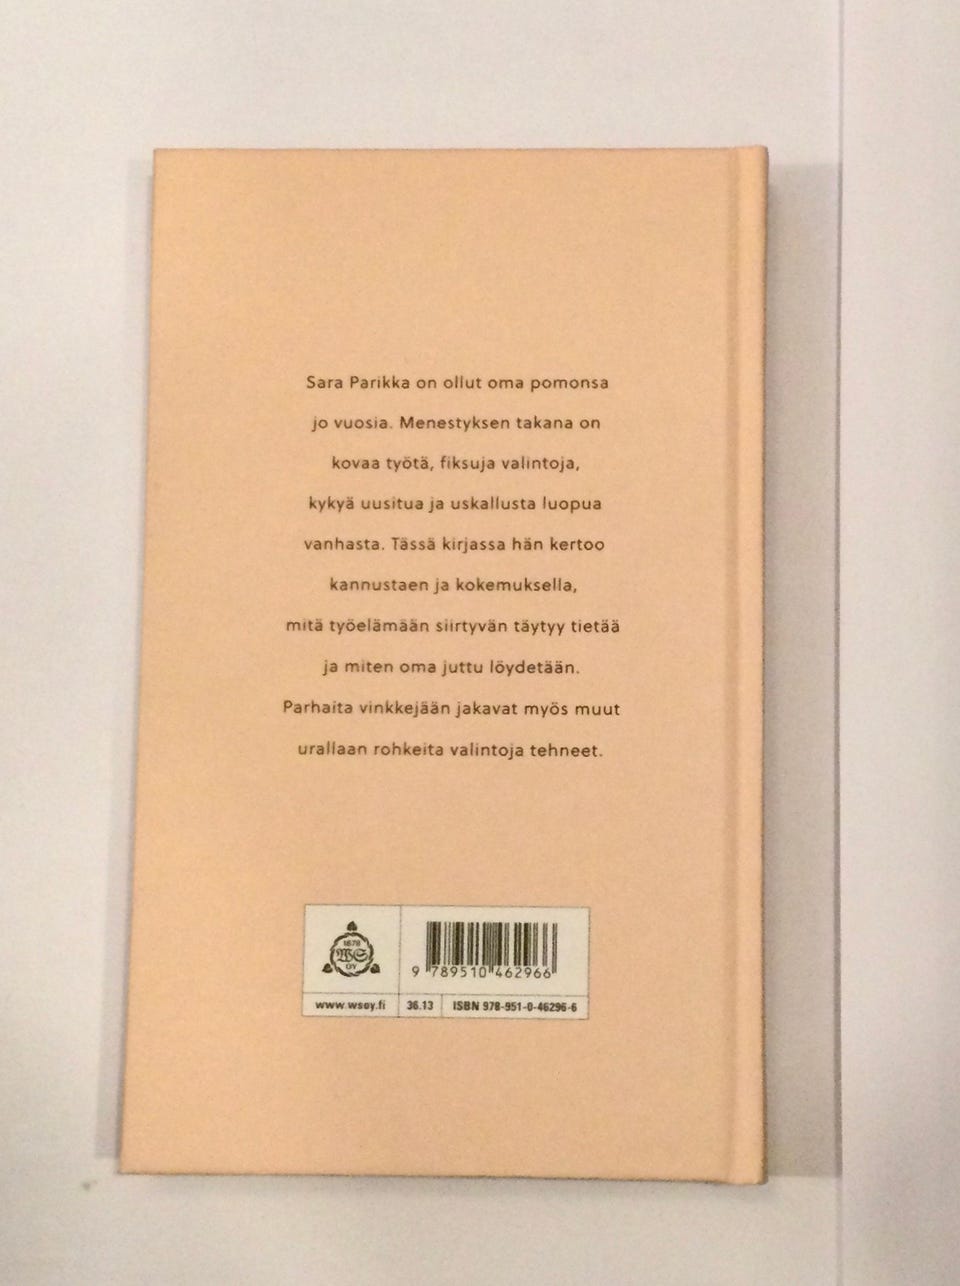 Sara Parikka on ollut oma pomonsa
jo vuosia. Menestyksen takana on
kovaa työtä, fiksuja valintoja,
kykyä uusitua ja uskallusta luopua
vanhasta. Tässä kirjassa hän kertoo
kannustaen ja kokemuksella,
mitä työelämään siirtyvän täytyy tietää
ja miten oma juttu löydetään.
Parhaita vinkkejään jakavat myös muut
urallaan rohkeita valintoja tehneet.
1878
WS
OY
9 789510 462966
www.wsoy.fi 36.13 ISBN 978-951-0-46296-6